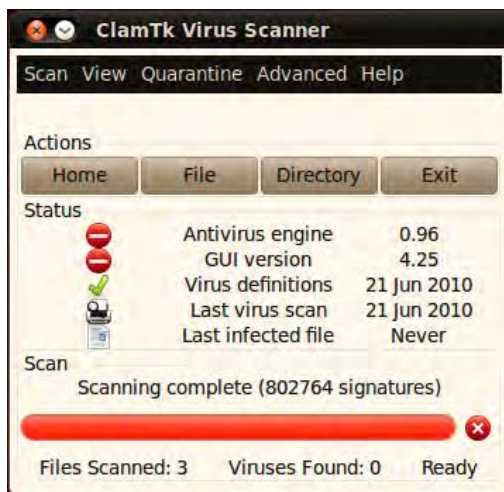 ClamTk Virus Scanner
Scan View Quarantine Advanced Help
Actions
Home File Directory Exit
Status
Antivirus engine 0.96
GUI version 4.25
Virus definitions 21 Jun 2010
Last virus scan 21 Jun 2010
Last infected file Never
Scan
Scanning complete (802764 signatures)
Files Scanned: 3 Viruses Found: 0 Ready